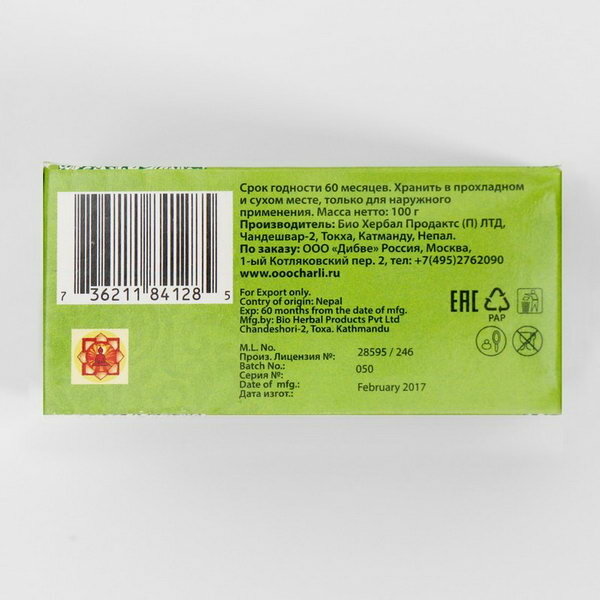 Срок годности 60 месяцев. Хранить в прохладном
и сухом месте, только для наружного
применения. Масса нетто: 100 г
Производитель: Био Хербал Продактс (П) ЛТД,
Чандешвар-2, Токха, Катманду, Непал.
По заказу: ООО «Дибве» Россия, Москва,
1-ый Котляковский пер. 2, тел: +7(495)2762090
www.ooocharli.ru
7 36211 84128 5
For Export only.
Contry of origin: Nepal
Exp: 60 months from the date of mfg.
Mfg.by: Bio Herbal Products Pvt Ltd
Chandeshori-2, Toxa. Kathmandu
EAC
PAP
M.L. No.
Произ. Лицензия №: 28595 / 246
Batch No.: 050
Серия №:
Date of mfg.: February 2017
Дата изгот.: